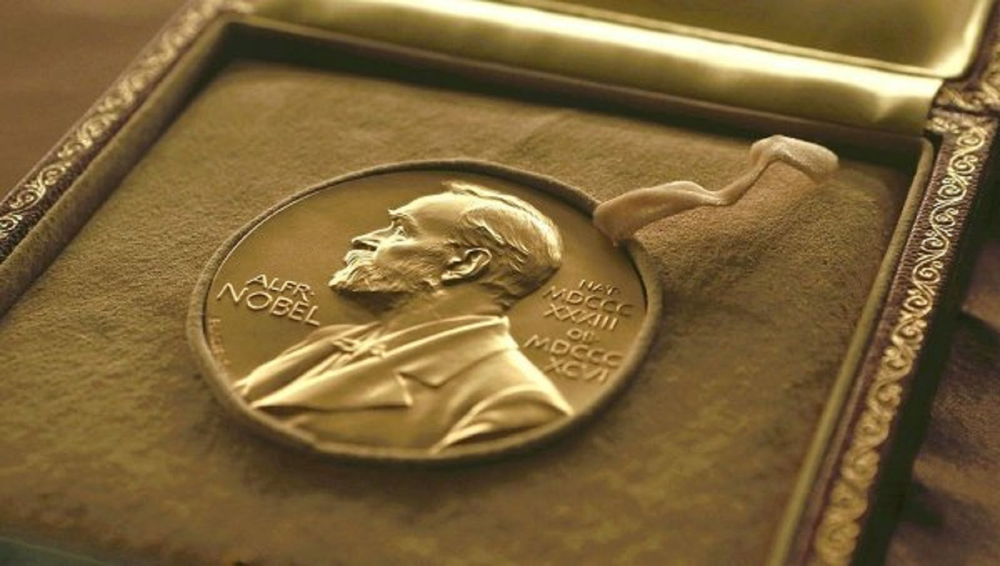 ALFR·
NOBEL
NAT·
MDCCC
XXXIII
OB·
MDCCC
XCVI